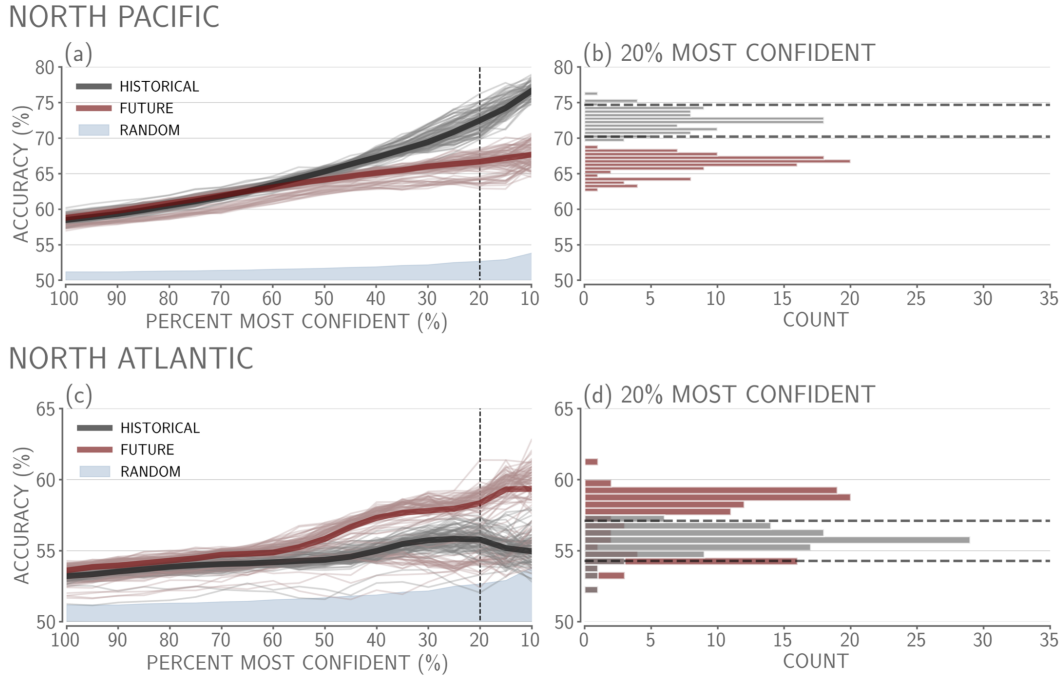 NORTH PACIFIC
(a)
(b) 20% MOST CONFIDENT
80
75
70
65
60
55
50
ACCURACY (%)
HISTORICAL
FUTURE
RANDOM
100 90 80 70 60 50 40 30 20 10
PERCENT MOST CONFIDENT (%)
80
75
70
65
60
55
50
0 5 10 15 20 25 30 35
COUNT
NORTH ATLANTIC
(c)
(d) 20% MOST CONFIDENT
65
60
55
50
ACCURACY (%)
HISTORICAL
FUTURE
RANDOM
100 90 80 70 60 50 40 30 20 10
PERCENT MOST CONFIDENT (%)
65
60
55
50
0 5 10 15 20 25 30 35
COUNT